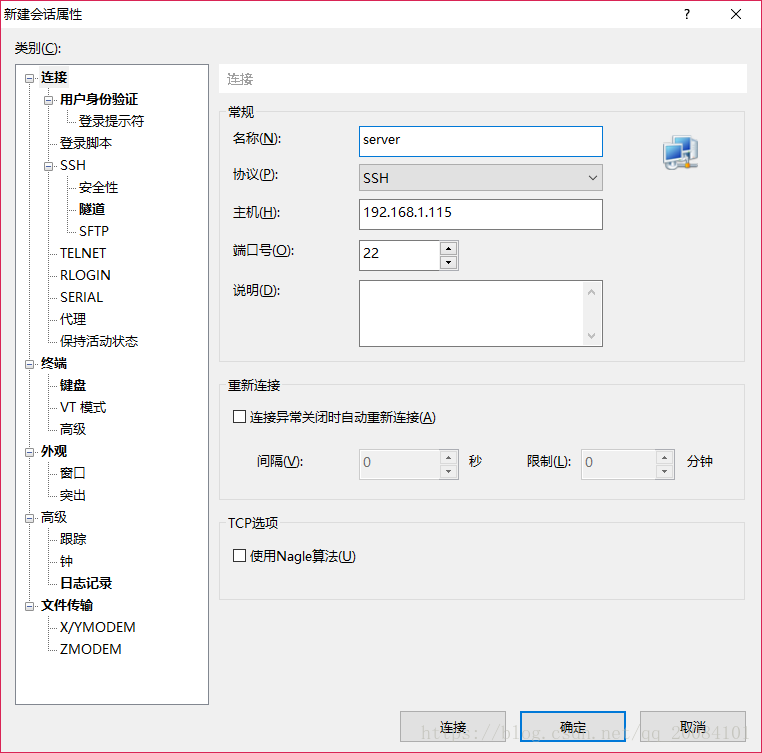 新建会话属性
类别(C):
连接
用户身份验证
登录提示符
登录脚本
SSH
安全性
隧道
SFTP
TELNET
RLOGIN
SERIAL
代理
保持活动状态
终端
键盘
VT 模式
高级
外观
窗口
突出
高级
跟踪
钟
日志记录
文件传输
X/YMODEM
ZMODEM
连接
常规
名称(N): server
协议(P): SSH
主机(H): 192.168.1.115
端口号(O): 22
说明(D):
重新连接
连接异常关闭时自动重新连接(A)
间隔(V): 0 秒 限制(L): 0 分钟
TCP选项
使用Nagle算法(U)
连接 确定 取消
https://blog.csdn.net/qq_20084101